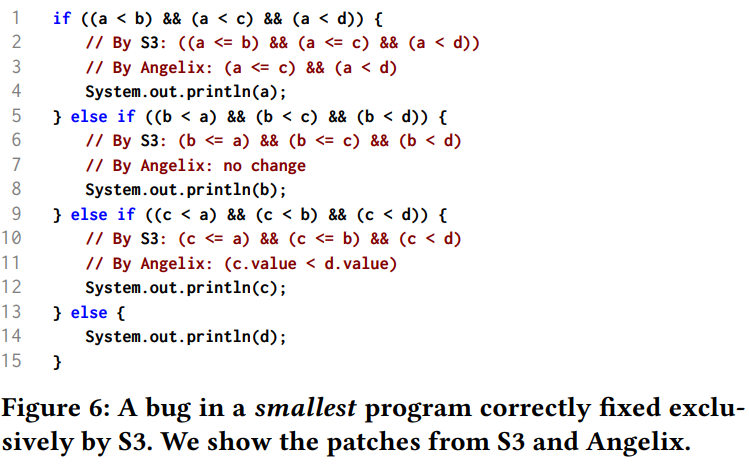 1 if ((a < b) && (a < c) && (a < d)) {
2 // By S3: ((a <= b) && (a <= c) && (a < d))
3 // By Angelix: (a <= c) && (a < d)
4 System.out.println(a);
5 } else if ((b < a) && (b < c) && (b < d)) {
6 // By S3: (b <= a) && (b <= c) && (b < d)
7 // By Angelix: no change
8 System.out.println(b);
9 } else if ((c < a) && (c < b) && (c < d)) {
10 // By S3: (c <= a) && (c <= b) && (c < d)
11 // By Angelix: (c.value < d.value)
12 System.out.println(c);
13 } else {
14 System.out.println(d);
15 }
Figure 6: A bug in a smallest program correctly fixed exclu-
sively by S3. We show the patches from S3 and Angelix.